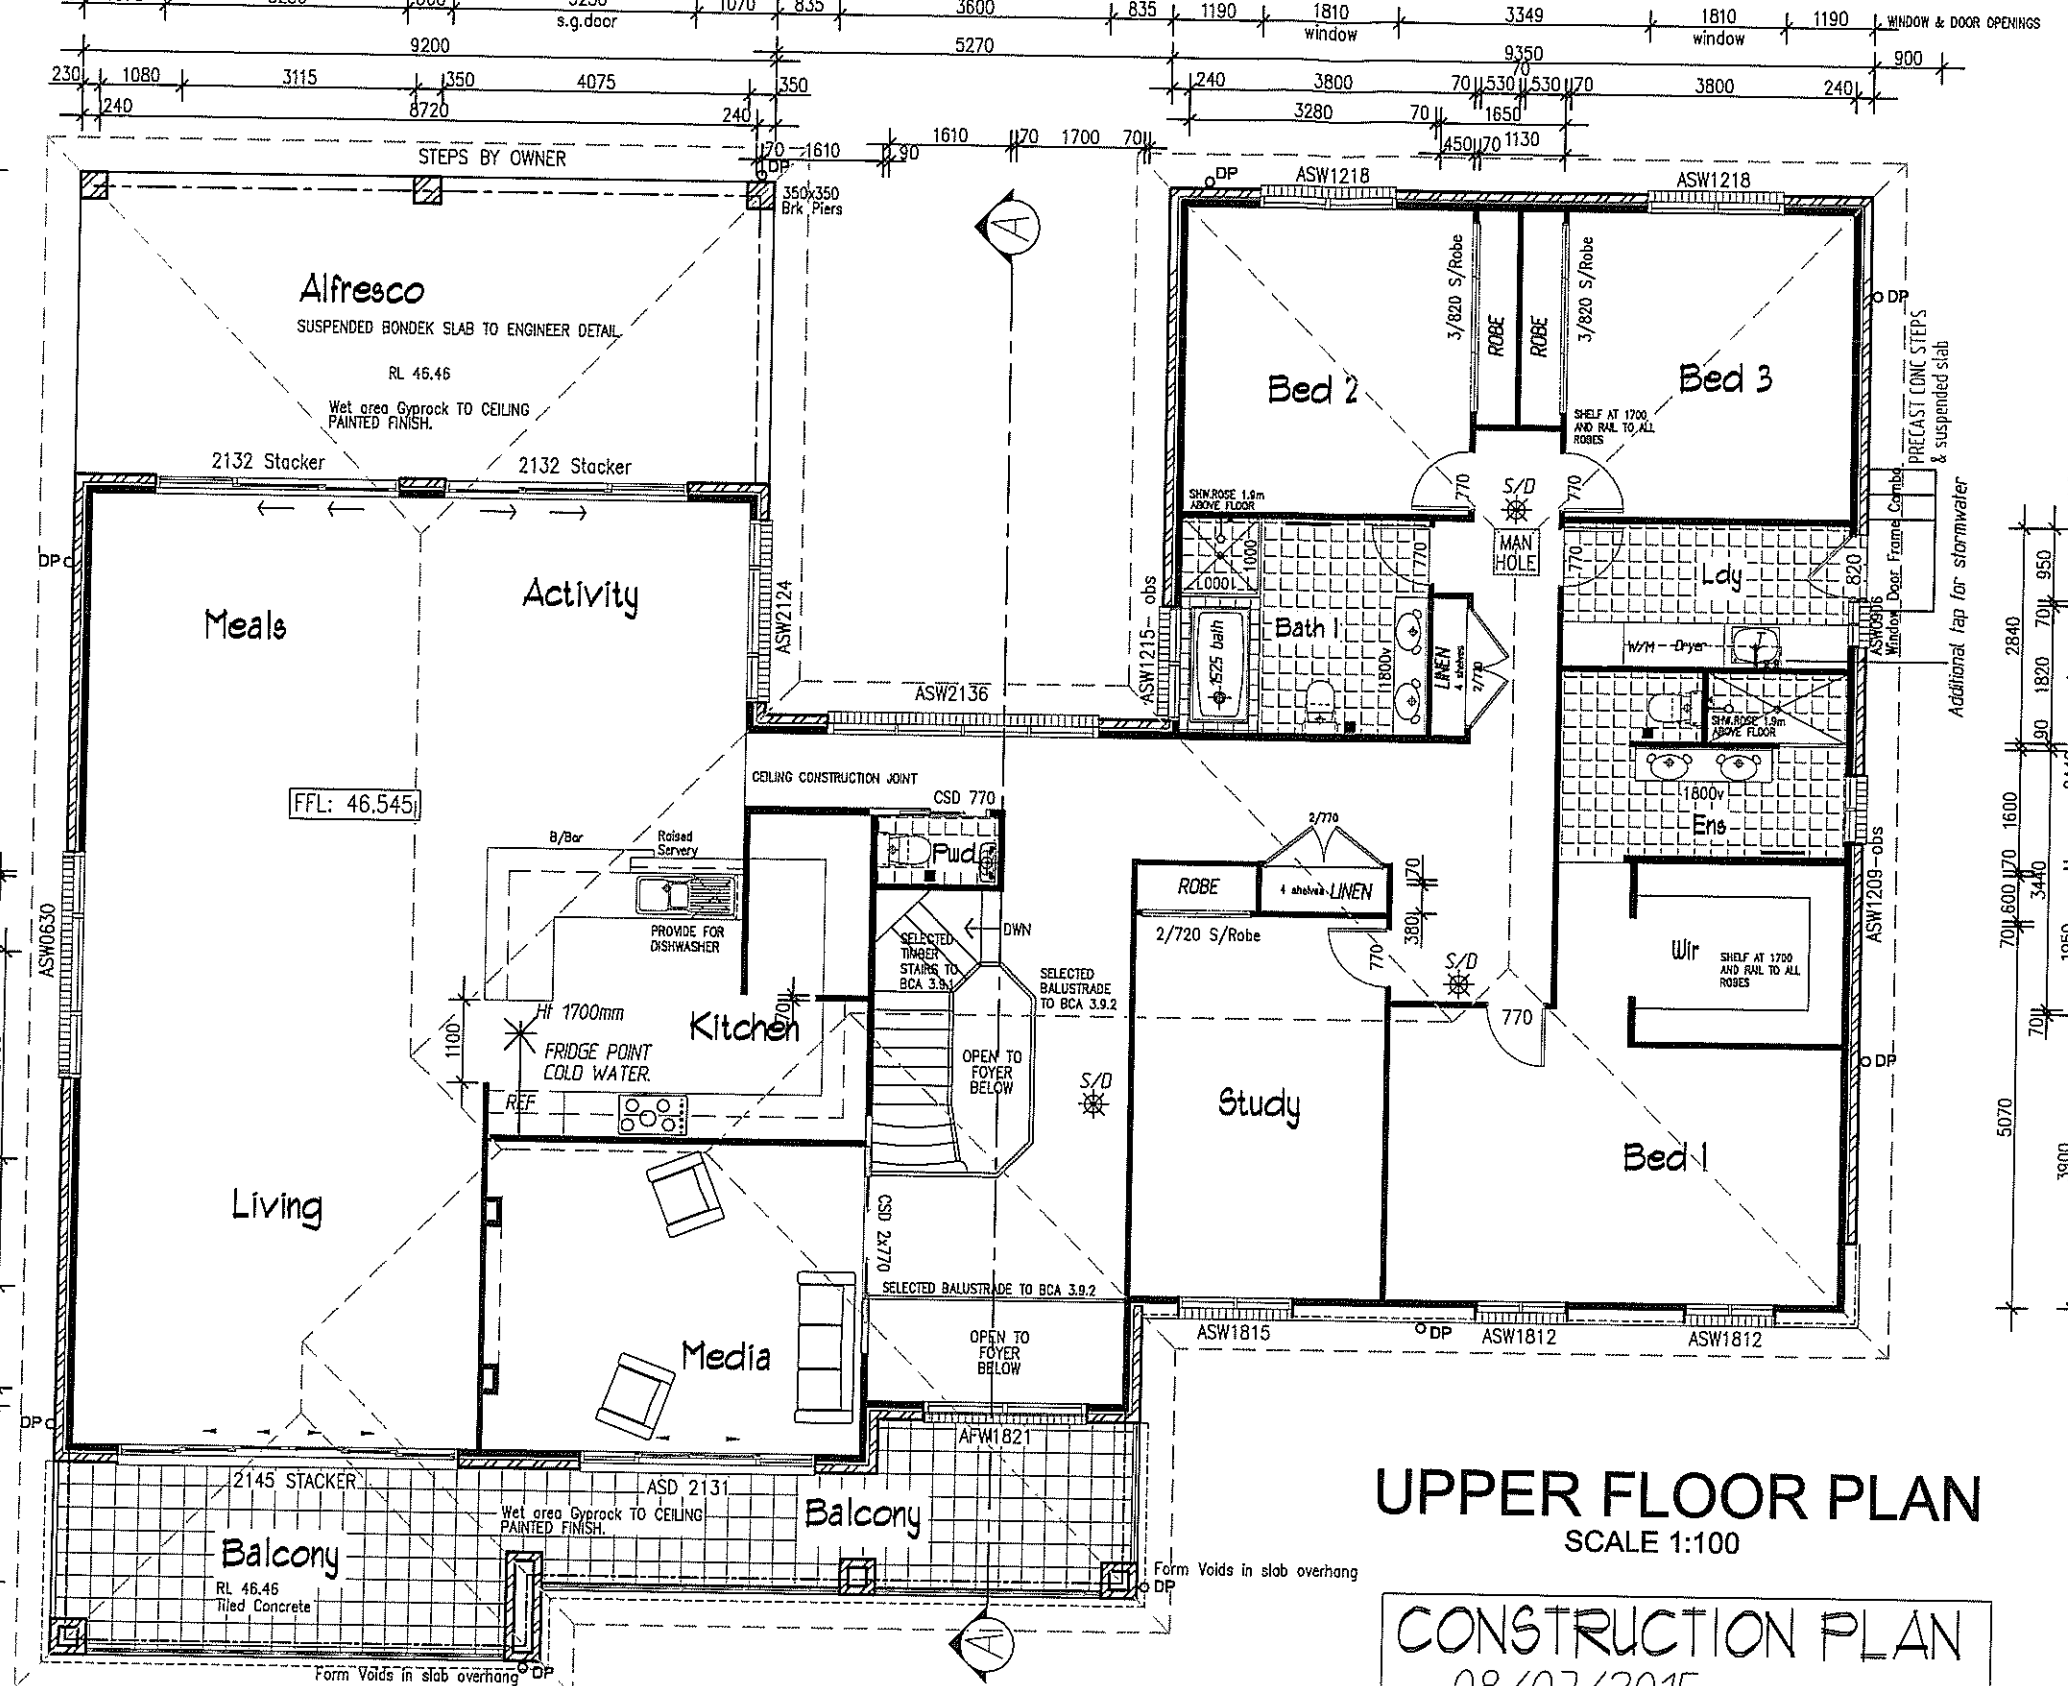 835
3600
835
1190
1810
3349
1810
1190
WINDOW & DOOR OPENINGS
s.g.door
window
window
9200
5270
9350
900
230
1080
3115
350
4075
350
240
3800
70
530
70
530
70
3800
240
240
8720
240
3280
70
1650
70
1610
90
1610
70
1700
70
450
70
1130
STEPS BY OWNER
DP
350x350
Brk Piers
A
DP
ASW1218
ASW1218
Alfresco
SUSPENDED BONDEK SLAB TO ENGINEER DETAIL
RL 46.46
Wet area Gyprock TO CEILING
PAINTED FINISH.
2132 Stacker
2132 Stacker
3/820 S/Robe
ROBE
ROBE
3/820 S/Robe
Bed 2
Bed 3
SHELF AT 1700
AND RAIL TO ALL
ROBES
DP
PRECAST CONC STEPS
& suspended slab
Additional tap for stormwater
SHW.ROSE 1.9m
ABOVE FLOOR
770
S/D
770
MAN
HOLE
DP
Meals
Activity
ASW2124
ASW1215-obs
1000
1000
770
770
Ldy
820
Window Door Frame Combo
ASW0906
1525 bath
Bath 1
1800v
LINEN
4 shelves
2/770
W/M
Dryer
950
70
2840
1820
90
ASW2136
SHW.ROSE 1.9m
ABOVE FLOOR
1800v
Ens
1600
70
600
70
3440
CEILING CONSTRUCTION JOINT
CSD 770
FFL: 46.545
B/Bar
Raised
Servery
Pwd
2/770
ROBE
4 shelves
LINEN
70
380
2/720 S/Robe
770
ASW1209-obs
ASW0630
PROVIDE FOR
DISHWASHER
SELECTED
TIMBER
STAIRS TO
BCA 3.9.1
DWN
SELECTED
BALUSTRADE
TO BCA 3.9.2
S/D
Wir
SHELF AT 1700
AND RAIL TO ALL
ROBES
70
Hf 1700mm
1100
FRIDGE POINT
COLD WATER.
Kitchen
70
REF
OPEN TO
FOYER
BELOW
S/D
770
DP
Study
Bed 1
5070
3900
Living
CSD 2x770
SELECTED BALUSTRADE TO BCA 3.9.2
Media
OPEN TO
FOYER
BELOW
ASW1815
DP
ASW1812
ASW1812
DP
AFW1821
2145 STACKER
ASD 2131
Wet area Gyprock TO CEILING
PAINTED FINISH.
Balcony
Balcony
RL 46.46
Tiled Concrete
Form Voids in slab overhang
DP
A
Form Voids in slab overhang
DP
UPPER FLOOR PLAN
SCALE 1:100
CONSTRUCTION PLAN
08/07/2015